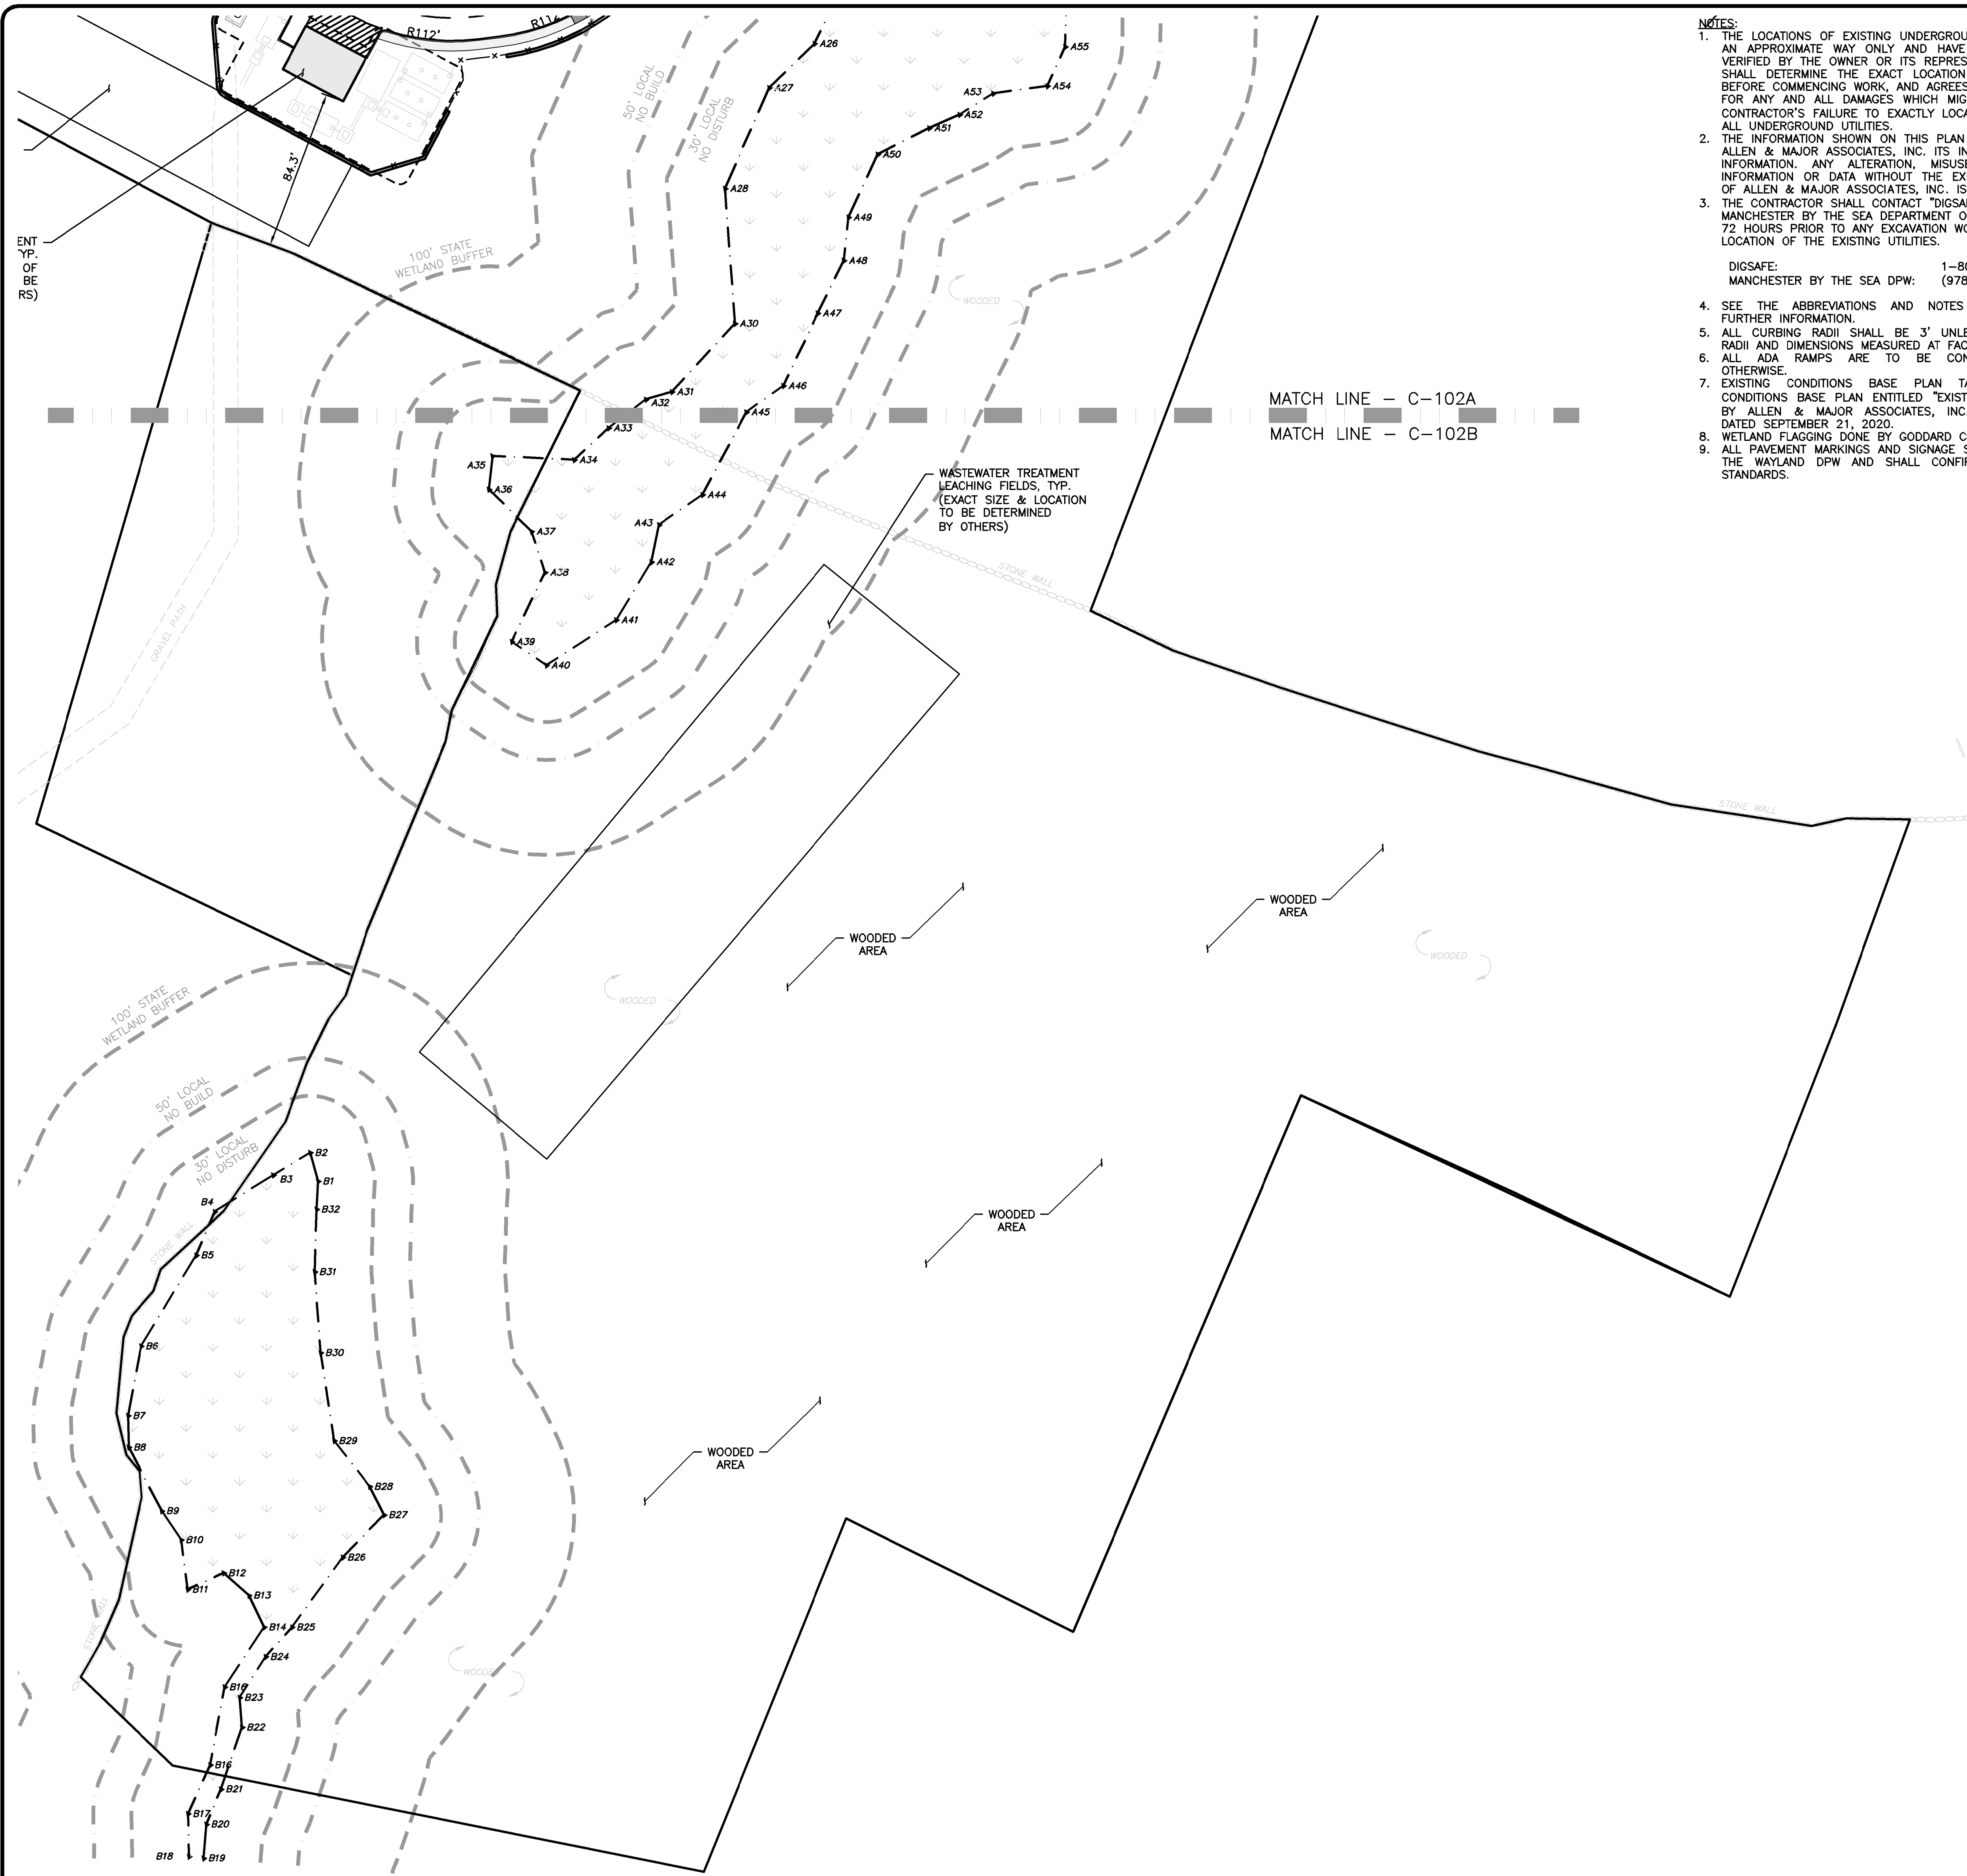 R112'
R112'
84.3'
ENT
YP.
OF
BE
RS)
100' STATE
WETLAND BUFFER
50' LOCAL
NO BUILD
30' LOCAL
NO DISTURB
A26
A27
A28
A30
A31
A32
A33
A34
A35
A36
A37
A38
A39
A40
A41
A42
A43
A44
A45
A46
A47
A48
A49
A50
A51
A52
A53
A54
A55
WOODED
MATCH LINE – C-102A
MATCH LINE – C-102B
WASTEWATER TREATMENT
LEACHING FIELDS, TYP.
(EXACT SIZE & LOCATION
TO BE DETERMINED
BY OTHERS)
STONE WALL
GRAVEL PATH
STONE WALL
WOODED
AREA
WOODED
AREA
WOODED
WOODED
100' STATE
WETLAND BUFFER
50' LOCAL
NO BUILD
30' LOCAL
NO DISTURB
STONE WALL
WOODED
AREA
WOODED
AREA
B2
B3
B1
B4
B32
B5
B31
B6
B30
B7
B29
B8
B28
B9
B27
B10
B26
B12
B11
B13
B14
B25
B24
STONE WALL
WOODED
B16
B23
B22
B16
B21
B17
B20
B18
B19
NOTES:
1. THE LOCATIONS OF EXISTING UNDERGROU
AN APPROXIMATE WAY ONLY AND HAVE
VERIFIED BY THE OWNER OR ITS REPRES
SHALL DETERMINE THE EXACT LOCATION
BEFORE COMMENCING WORK, AND AGREES
FOR ANY AND ALL DAMAGES WHICH MIG
CONTRACTOR'S FAILURE TO EXACTLY LOCA
ALL UNDERGROUND UTILITIES.
2. THE INFORMATION SHOWN ON THIS PLAN
ALLEN & MAJOR ASSOCIATES, INC. ITS IN
INFORMATION. ANY ALTERATION, MISUSE
INFORMATION OR DATA WITHOUT THE EX
OF ALLEN & MAJOR ASSOCIATES, INC. IS
3. THE CONTRACTOR SHALL CONTACT "DIGSA
MANCHESTER BY THE SEA DEPARTMENT O
72 HOURS PRIOR TO ANY EXCAVATION WO
LOCATION OF THE EXISTING UTILITIES.
DIGSAFE: 1-80
MANCHESTER BY THE SEA DPW: (978
4. SEE THE ABBREVIATIONS AND NOTES
FURTHER INFORMATION.
5. ALL CURBING RADII SHALL BE 3' UNLE
RADII AND DIMENSIONS MEASURED AT FAC
6. ALL ADA RAMPS ARE TO BE CON
OTHERWISE.
7. EXISTING CONDITIONS BASE PLAN TA
CONDITIONS BASE PLAN ENTITLED "EXIST
BY ALLEN & MAJOR ASSOCIATES, INC.
DATED SEPTEMBER 21, 2020.
8. WETLAND FLAGGING DONE BY GODDARD C
9. ALL PAVEMENT MARKINGS AND SIGNAGE S
THE WAYLAND DPW AND SHALL CONFIR
STANDARDS.